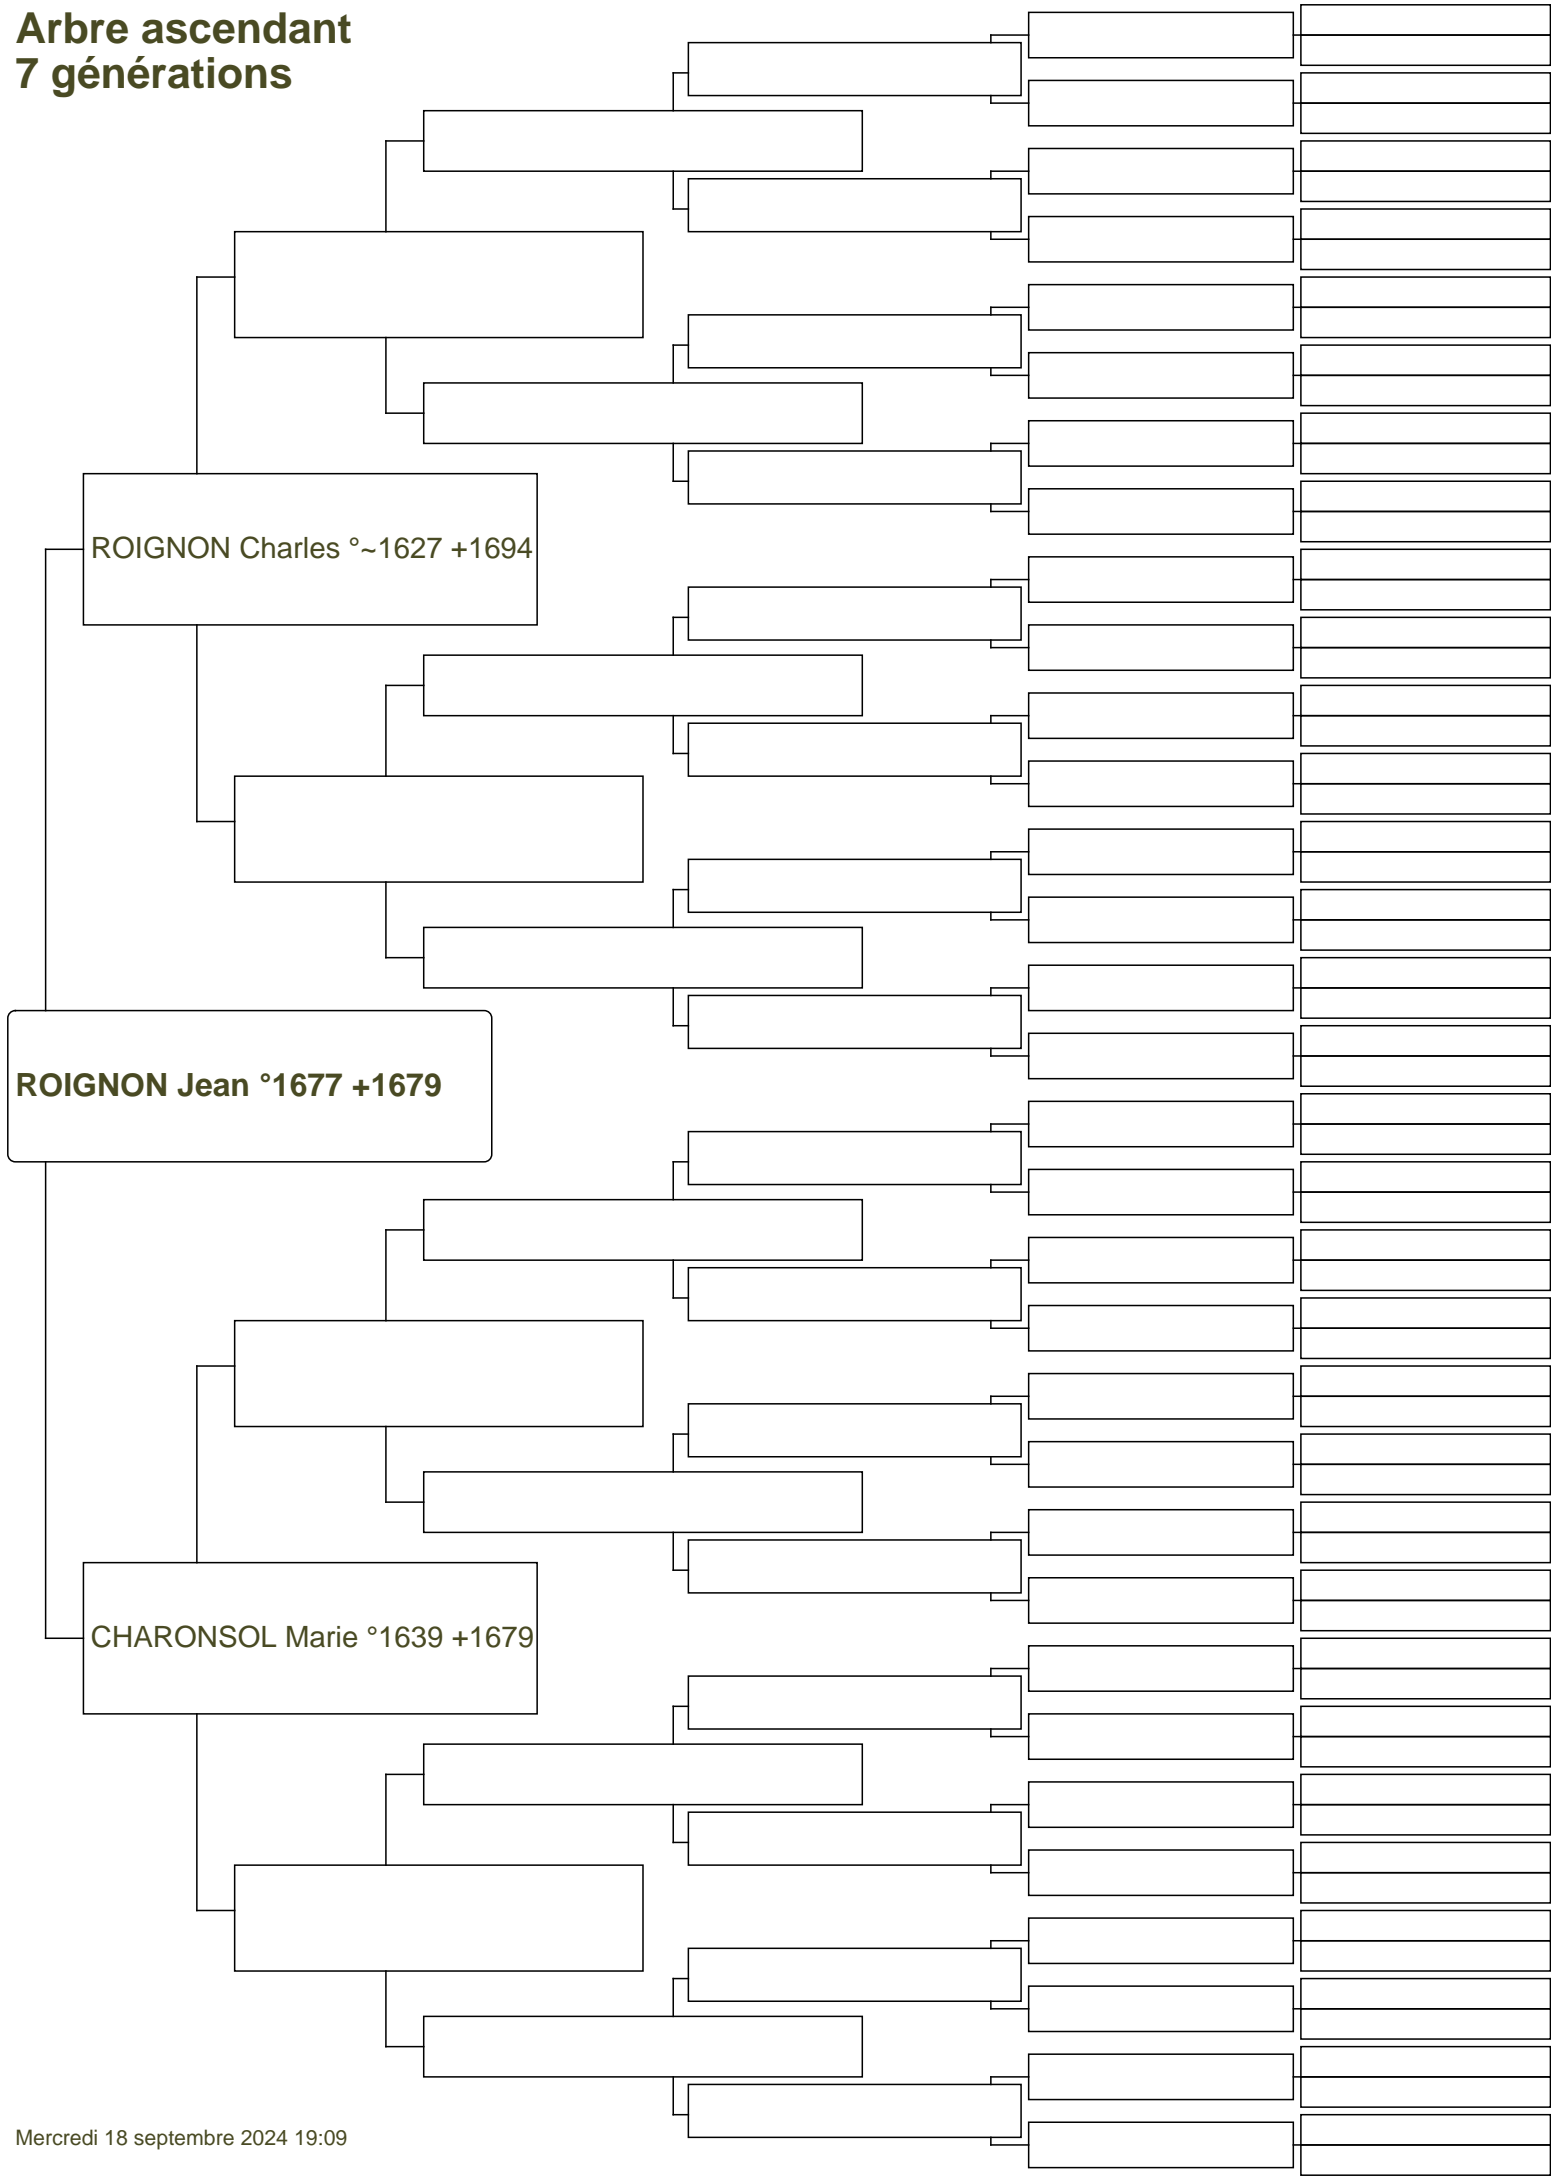 Arbre ascendant
7 générations
ROIGNON Charles °~1627 +1694
ROIGNON Jean °1677 +1679
CHARONSOL Marie °1639 +1679
Mercredi 18 septembre 2024 19:09